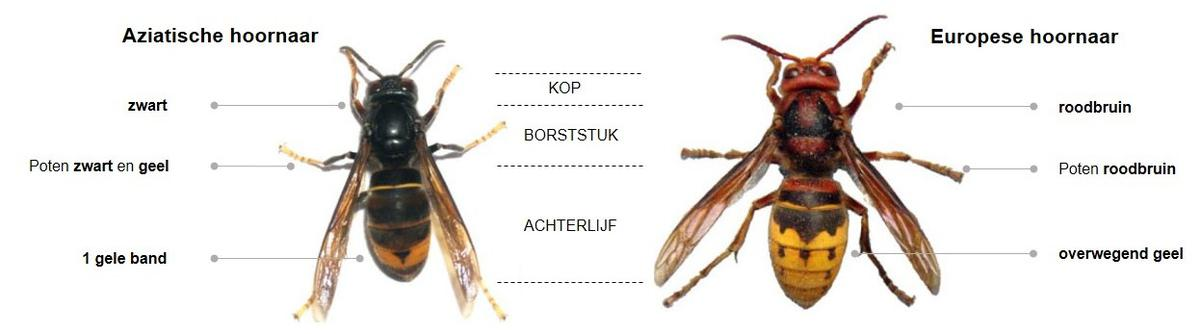 Aziatische hoornaar
zwart
Poten zwart en geel
1 gele band
KOP
BORSTSTUK
ACHTERLIJF
Europese hoornaar
roodbruin
Poten roodbruin
overwegend geel